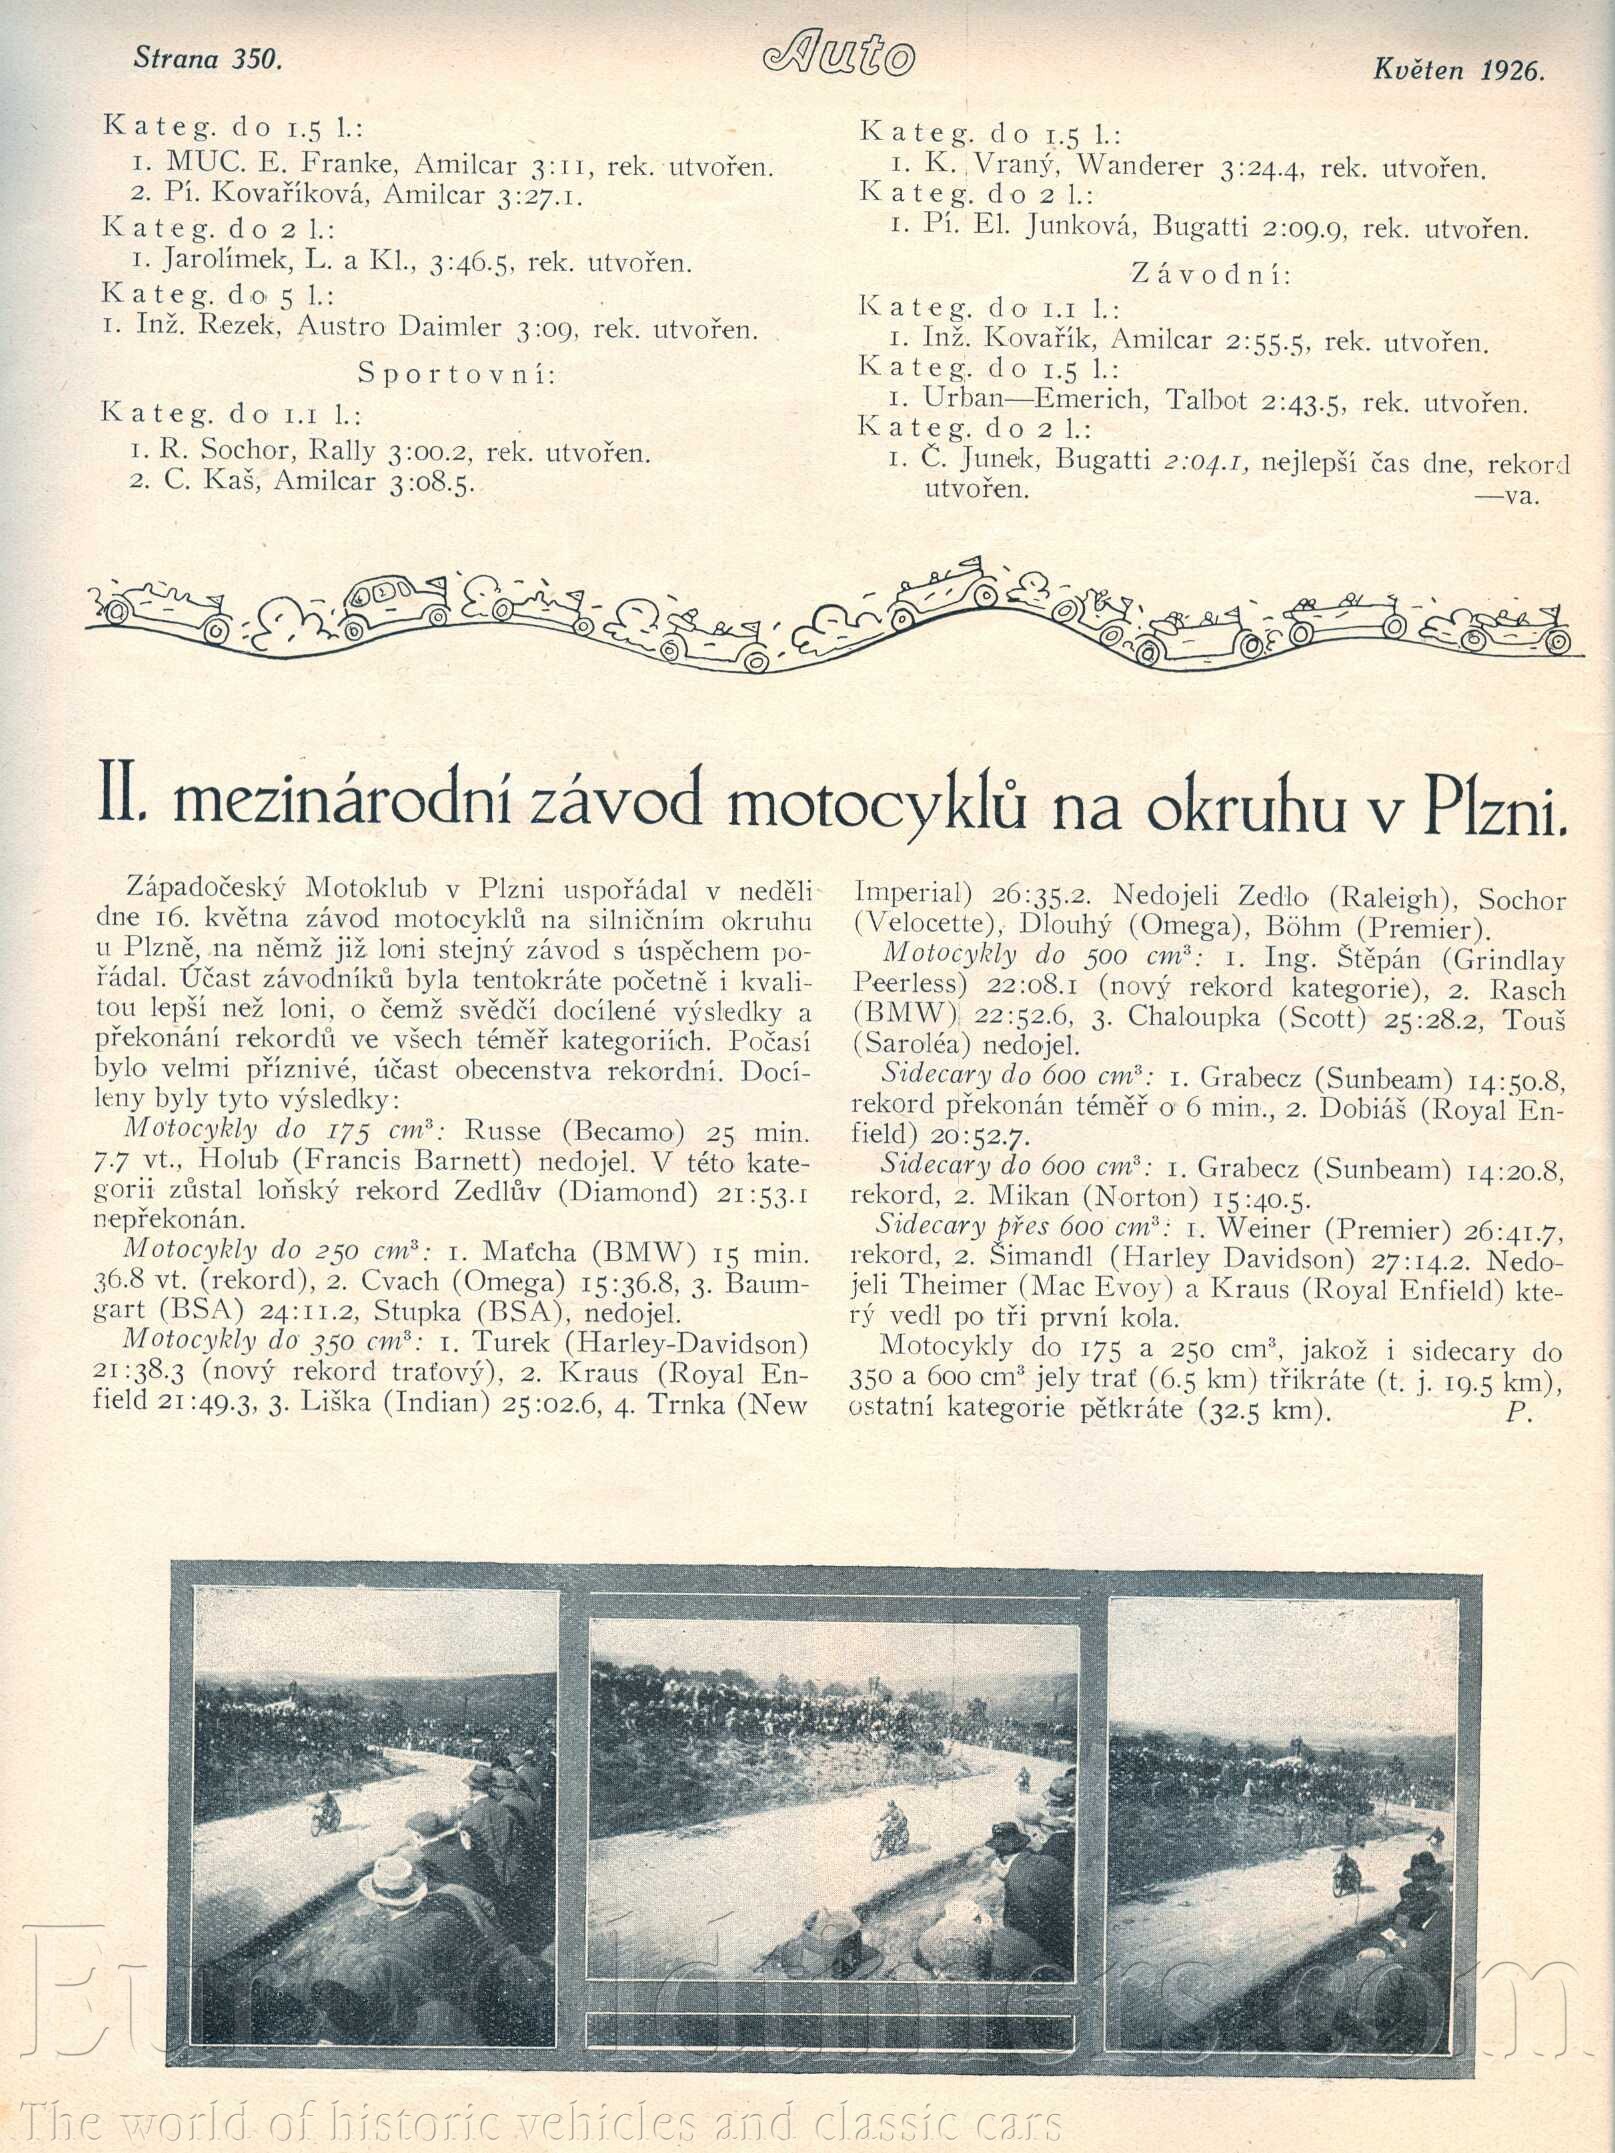 Strana 350.
Auto
Květen 1926.
Kateg. do 1.5 l.:
1. MUC. E. Franke, Amilcar 3:11, rek. utvořen.
2. Pí. Kovaříková, Amilcar 3:27.1.
Kateg. do 2 l.:
1. Jarolímek, L. a Kl., 3:46.5, rek. utvořen.
Kateg. do 5 l.:
1. Inž. Rezek, Austro Daimler 3:09, rek. utvořen.
Sportovní:
Kateg. do 1.1 l.:
1. R. Sochor, Rally 3:00.2, rek. utvořen.
2. C. Kaš, Amilcar 3:08.5.
Kateg. do 1.5 l.:
1. K. Vraný, Wanderer 3:24.4, rek. utvořen.
Kateg. do 2 l.:
1. Pí. El. Junková, Bugatti 2:09.9, rek. utvořen.
Závodní:
Kateg. do 1.1 l.:
1. Inž. Kovařík, Amilcar 2:55.5, rek. utvořen.
Kateg. do 1.5 l.:
1. Urban—Emerich, Talbot 2:43.5, rek. utvořen.
Kateg. do 2 l.:
1. Č. Junek, Bugatti 2:04.1, nejlepší čas dne, rekord
utvořen. —va.
II. mezinárodní závod motocyklů na okruhu v Plzni.
Západočeský Motoklub v Plzni uspořádal v neděli
dne 16. května závod motocyklů na silničním okruhu
u Plzně, na němž již loni stejný závod s úspěchem po-
řádal. Účast závodníků byla tentokráte početně i kvali-
tou lepší než loni, o čemž svědčí docílené výsledky a
překonání rekordů ve všech téměř kategoriích. Počasí
bylo velmi příznivé, účast obecenstva rekordní. Docí-
leny byly tyto výsledky:
Motocykly do 175 cm³: Russe (Becamo) 25 min.
7.7 vt., Holub (Francis Barnett) nedojel. V této kate-
gorii zůstal loňský rekord Zedlův (Diamond) 21:53.1
nepřekonán.
Motocykly do 250 cm³: 1. Maťcha (BMW) 15 min.
36.8 vt. (rekord), 2. Cvach (Omega) 15:36.8, 3. Baum-
gart (BSA) 24:11.2, Stupka (BSA), nedojel.
Motocykly do 350 cm³: 1. Turek (Harley-Davidson)
21:38.3 (nový rekord traťový), 2. Kraus (Royal En-
field 21:49.3, 3. Liška (Indian) 25:02.6, 4. Trnka (New
Imperial) 26:35.2. Nedojeli Zedlo (Raleigh), Sochor
(Velocette), Dlouhý (Omega), Böhm (Premier).
Motocykly do 500 cm³: 1. Ing. Štěpán (Grindlay
Peerless) 22:08.1 (nový rekord kategorie), 2. Rasch
(BMW) 22:52.6, 3. Chaloupka (Scott) 25:28.2, Touš
(Saroléa) nedojel.
Sidecary do 600 cm³: 1. Grabecz (Sunbeam) 14:50.8,
rekord překonán téměř o 6 min., 2. Dobiáš (Royal En-
field) 20:52.7.
Sidecary do 600 cm³: 1. Grabecz (Sunbeam) 14:20.8,
rekord, 2. Mikan (Norton) 15:40.5.
Sidecary přes 600 cm³: 1. Weiner (Premier) 26:41.7,
rekord, 2. Šimandl (Harley Davidson) 27:14.2. Nedo-
jeli Theimer (Mac Evoy) a Kraus (Royal Enfield) kte-
rý vedl po tři první kola.
Motocykly do 175 a 250 cm³, jakož i sidecary do
350 a 600 cm³ jely trať (6.5 km) třikráte (t. j. 19.5 km),
ostatní kategorie pětkráte (32.5 km). P.
EuroOldtimers.com
The world of historic vehicles and classic cars